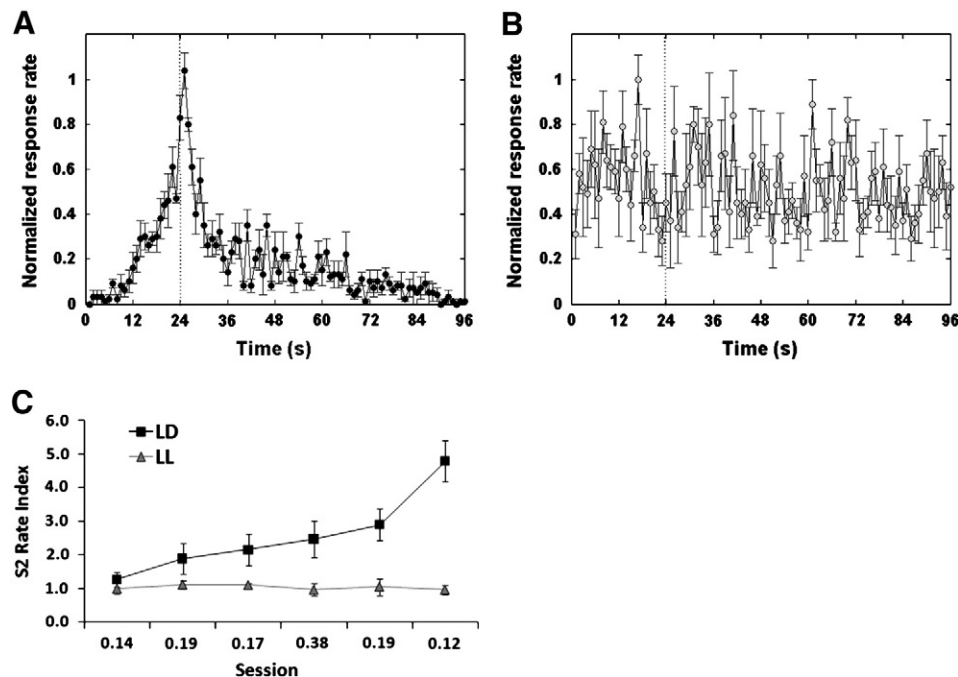 A
Normalized response rate
1
0.8
0.6
0.4
0.2
0
0 12 24 36 48 60 72 84 96
Time (s)
B
Normalized response rate
1
0.8
0.6
0.4
0.2
0
0 12 24 36 48 60 72 84 96
Time (s)
C
S2 Rate Index
6.0
5.0
4.0
3.0
2.0
1.0
0.0
LD
LL
0.14 0.19 0.17 0.38 0.19 0.12
Session